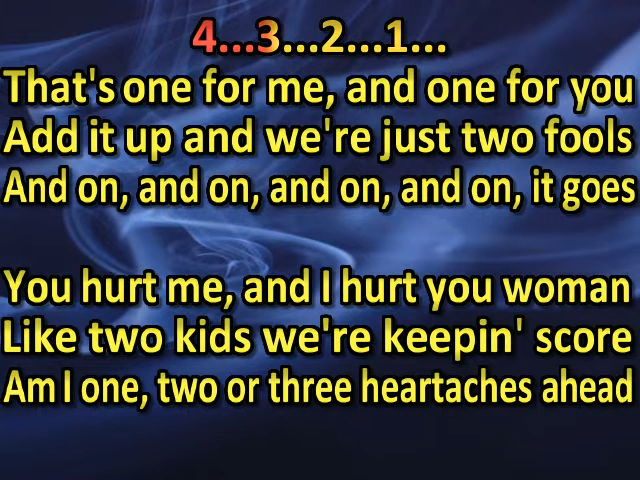 4...3...2...1...
That's one for me, and one for you
Add it up and we're just two fools
And on, and on, and on, and on, it goes
You hurt me, and I hurt you woman
Like two kids we're keepin' score
Am I one, two or three heartaches ahead